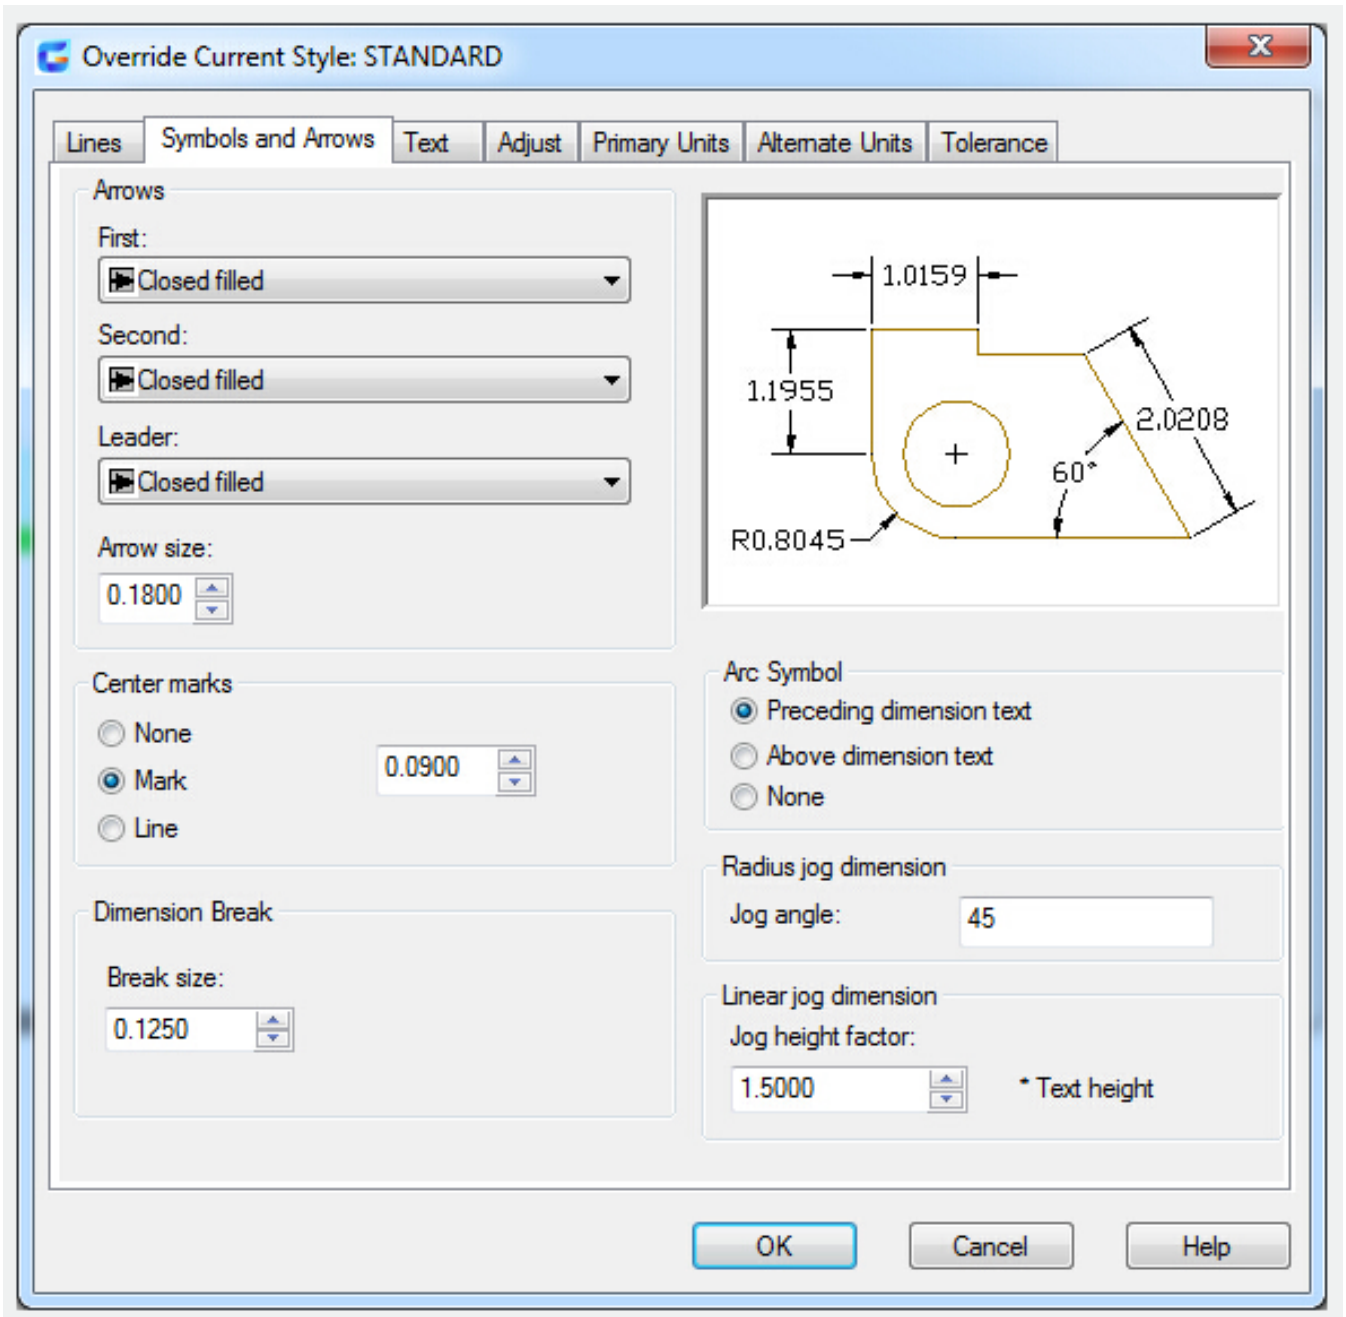 Override Current Style: STANDARD
Lines
Symbols and Arrows
Text
Adjust
Primary Units
Alternate Units
Tolerance
Arrows
First:
Closed filled
Second:
Closed filled
Leader:
Closed filled
Arrow size:
0.1800
1.0159
1.1955
2.0208
60°
R0.8045
Center marks
None
Mark
Line
0.0900
Arc Symbol
Preceding dimension text
Above dimension text
None
Dimension Break
Break size:
0.1250
Radius jog dimension
Jog angle:
45
Linear jog dimension
Jog height factor:
1.5000
* Text height
OK
Cancel
Help